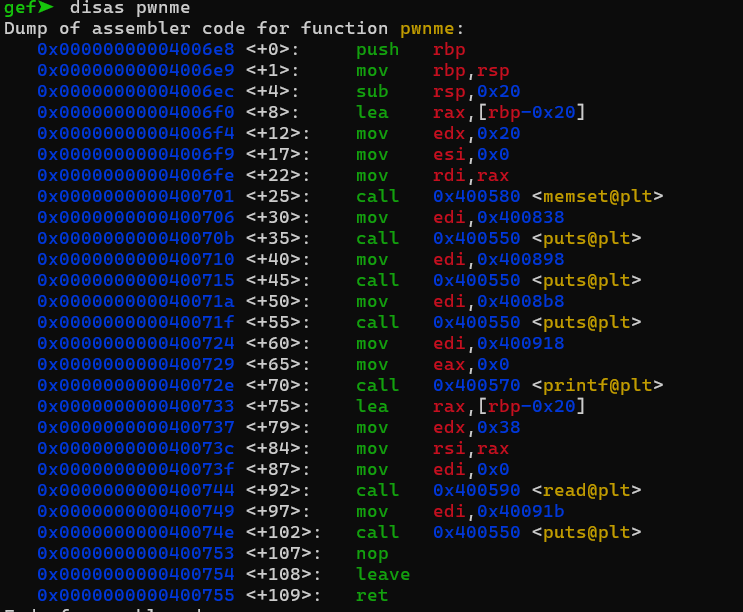 gef➤  disas pwnme
Dump of assembler code for function pwnme:
   0x00000000004006e8 <+0>:     push   rbp
   0x00000000004006e9 <+1>:     mov    rbp,rsp
   0x00000000004006ec <+4>:     sub    rsp,0x20
   0x00000000004006f0 <+8>:     lea    rax,[rbp-0x20]
   0x00000000004006f4 <+12>:    mov    edx,0x20
   0x00000000004006f9 <+17>:    mov    esi,0x0
   0x00000000004006fe <+22>:    mov    rdi,rax
   0x0000000000400701 <+25>:    call   0x400580 <memset@plt>
   0x0000000000400706 <+30>:    mov    edi,0x400838
   0x000000000040070b <+35>:    call   0x400550 <puts@plt>
   0x0000000000400710 <+40>:    mov    edi,0x400898
   0x0000000000400715 <+45>:    call   0x400550 <puts@plt>
   0x000000000040071a <+50>:    mov    edi,0x4008b8
   0x000000000040071f <+55>:    call   0x400550 <puts@plt>
   0x0000000000400724 <+60>:    mov    edi,0x400918
   0x0000000000400729 <+65>:    mov    eax,0x0
   0x000000000040072e <+70>:    call   0x400570 <printf@plt>
   0x0000000000400733 <+75>:    lea    rax,[rbp-0x20]
   0x0000000000400737 <+79>:    mov    edx,0x38
   0x000000000040073c <+84>:    mov    rsi,rax
   0x000000000040073f <+87>:    mov    edi,0x0
   0x0000000000400744 <+92>:    call   0x400590 <read@plt>
   0x0000000000400749 <+97>:    mov    edi,0x40091b
   0x000000000040074e <+102>:   call   0x400550 <puts@plt>
   0x0000000000400753 <+107>:   nop
   0x0000000000400754 <+108>:   leave
   0x0000000000400755 <+109>:   ret